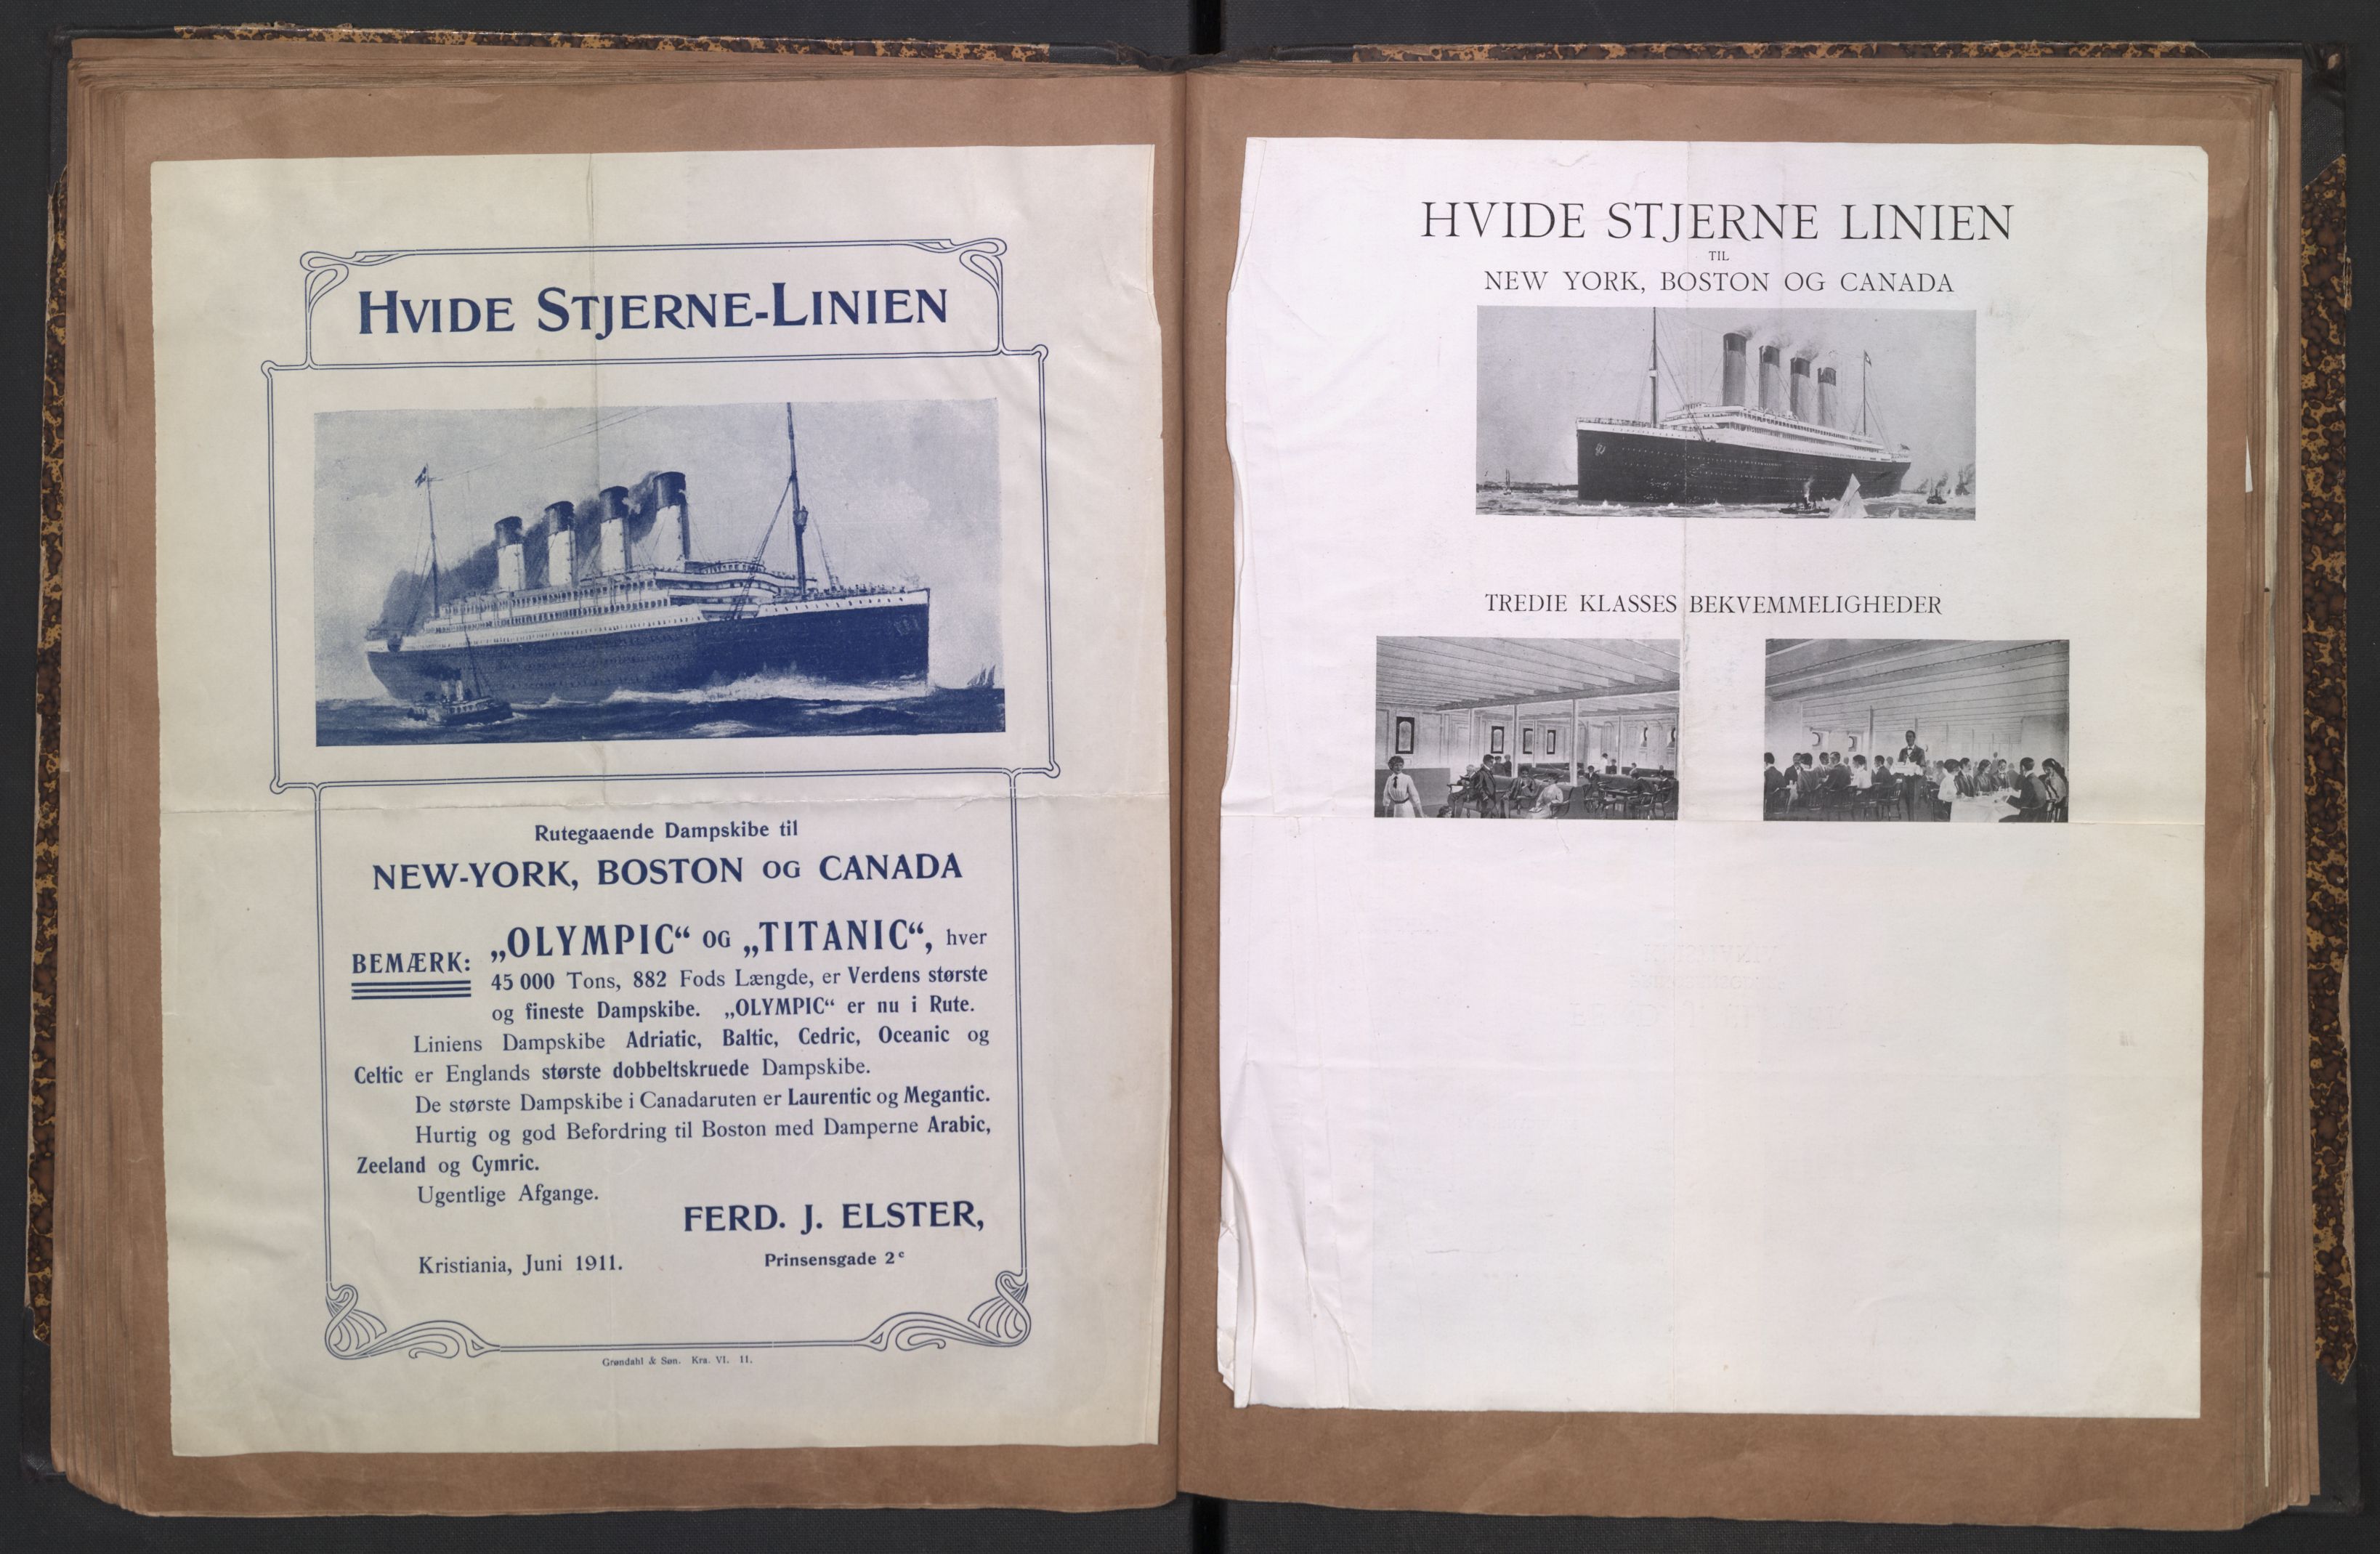 HVIDE STJERNE-LINIEN
Rutegaaende Dampskibe til
NEW-YORK, BOSTON OG CANADA
BEMÆRK:
„OLYMPIC“ OG „TITANIC“, hver
45 000 Tons, 882 Fods Længde, er Verdens største
og fineste Dampskibe. „OLYMPIC“ er nu i Rute.
Liniens Dampskibe Adriatic, Baltic, Cedric, Oceanic og
Celtic er Englands største dobbeltskruede Dampskibe.
De største Dampskibe i Canadaruten er Laurentic og Megantic.
Hurtig og god Befordring til Boston med Damperne Arabic,
Zeeland og Cymric.
Ugentlige Afgange.
FERD. J. ELSTER,
Kristiania, Juni 1911.
Prinsensgade 2c
Grøndahl & Søn. Kra. VI. 11.
HVIDE STJERNE LINIEN
TIL
NEW YORK, BOSTON OG CANADA
TREDIE KLASSES BEKVEMMELIGHEDER